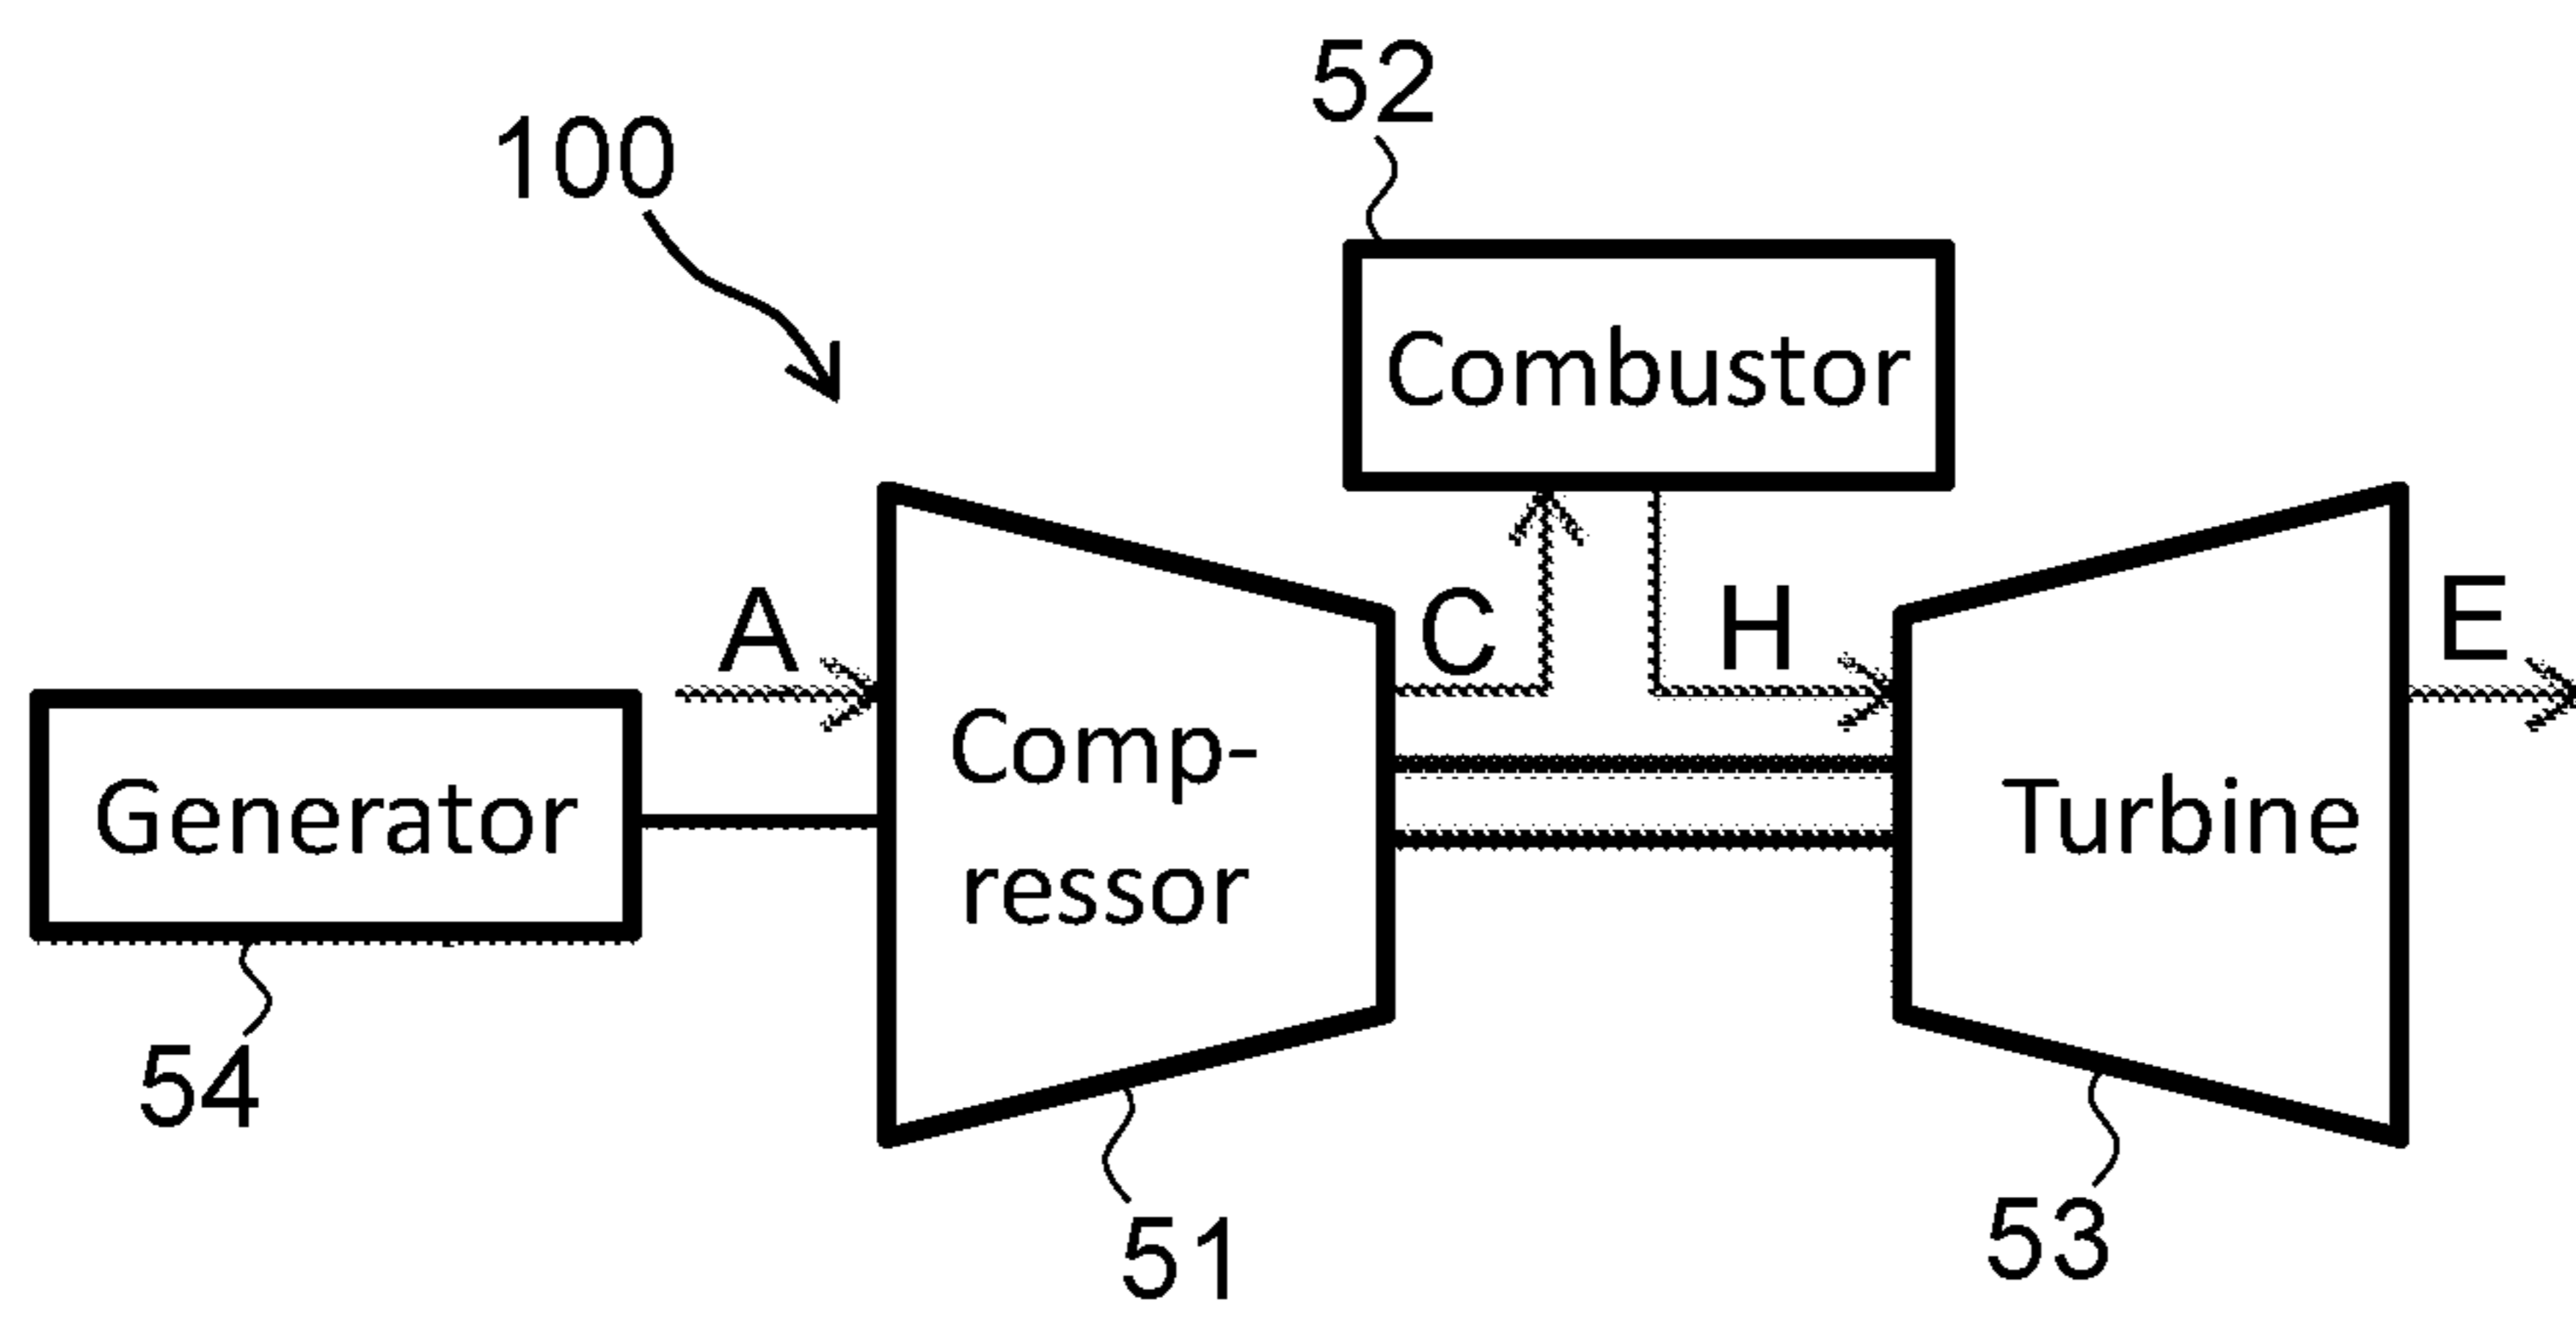 52
100
Combustor
A
C
H
E
Comp-
ressor
Generator
Turbine
54
51
53